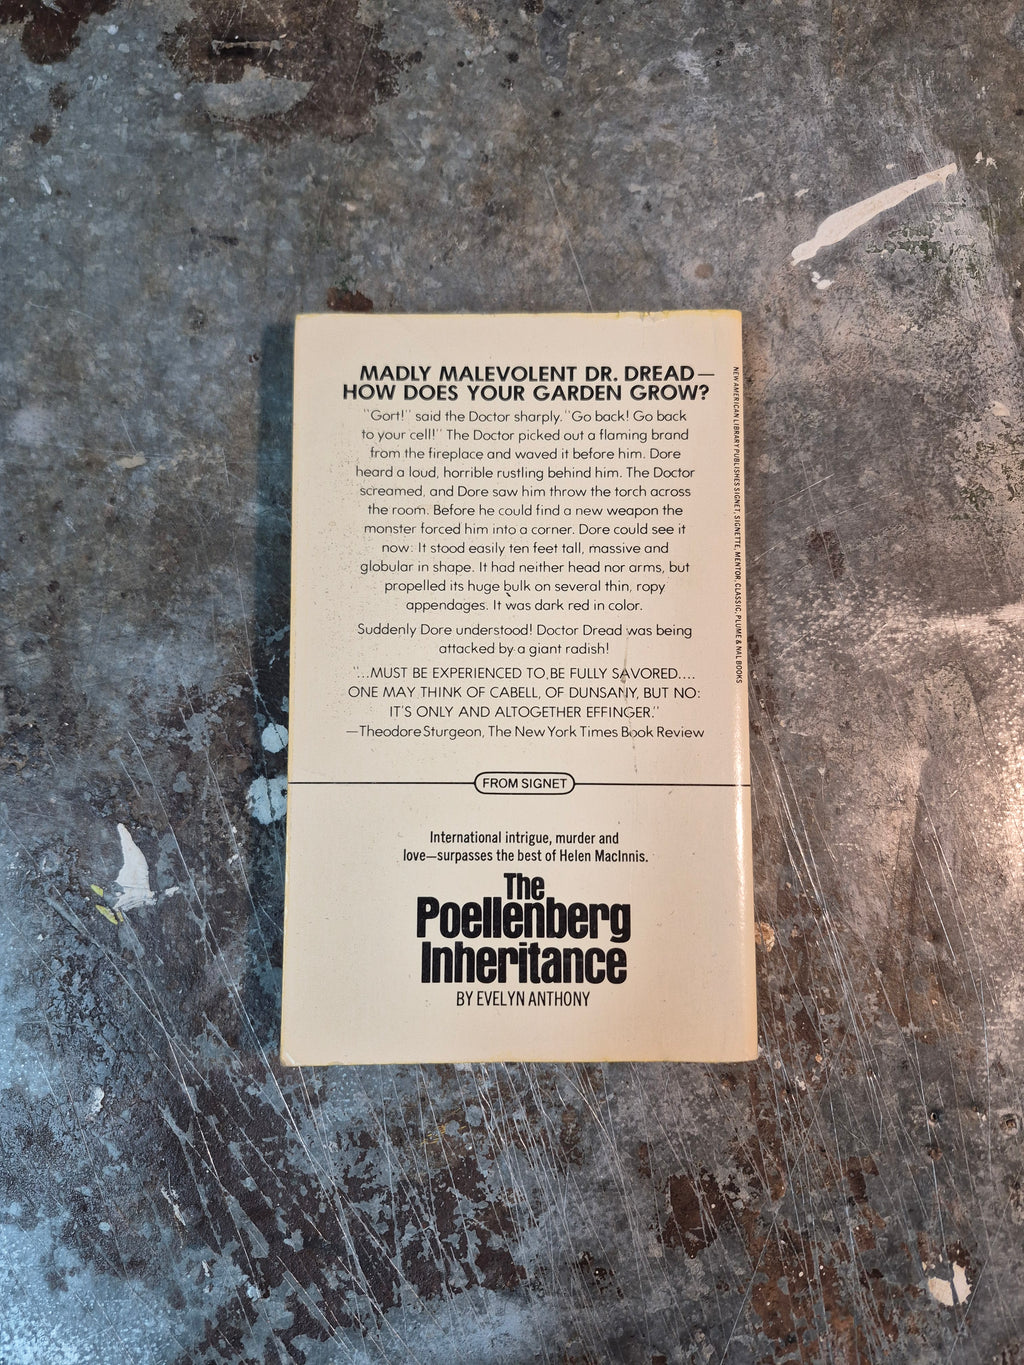 MADLY MALEVOLENT DR. DREAD—
HOW DOES YOUR GARDEN GROW?
"Gort!" said the Doctor sharply. "Go back! Go back
to your cell!" The Doctor picked out a flaming brand
from the fireplace and waved it before him. Dore
heard a loud, horrible rustling behind him. The Doctor
screamed, and Dore saw him throw the torch across
the room. Before he could find a new weapon the
monster forced him into a corner. Dore could see it
now: It stood easily ten feet tall, massive and
globular in shape. It had neither head nor arms, but
propelled its huge bulk on several thin, ropy
appendages. It was dark red in color.
Suddenly Dore understood! Doctor Dread was being
attacked by a giant radish!
"...MUST BE EXPERIENCED TO BE FULLY SAVORED....
ONE MAY THINK OF CABELL, OF DUNSANY, BUT NO:
IT'S ONLY AND ALTOGETHER EFFINGER."
—Theodore Sturgeon, The New York Times Book Review
FROM SIGNET
International intrigue, murder and
love—surpasses the best of Helen MacInnis.
The
Poellenberg
Inheritance
BY EVELYN ANTHONY
NEW AMERICAN LIBRARY PUBLISHES SIGNET, SIGNETTE, MENTOR, CLASSIC, PLUME & NAL BOOKS